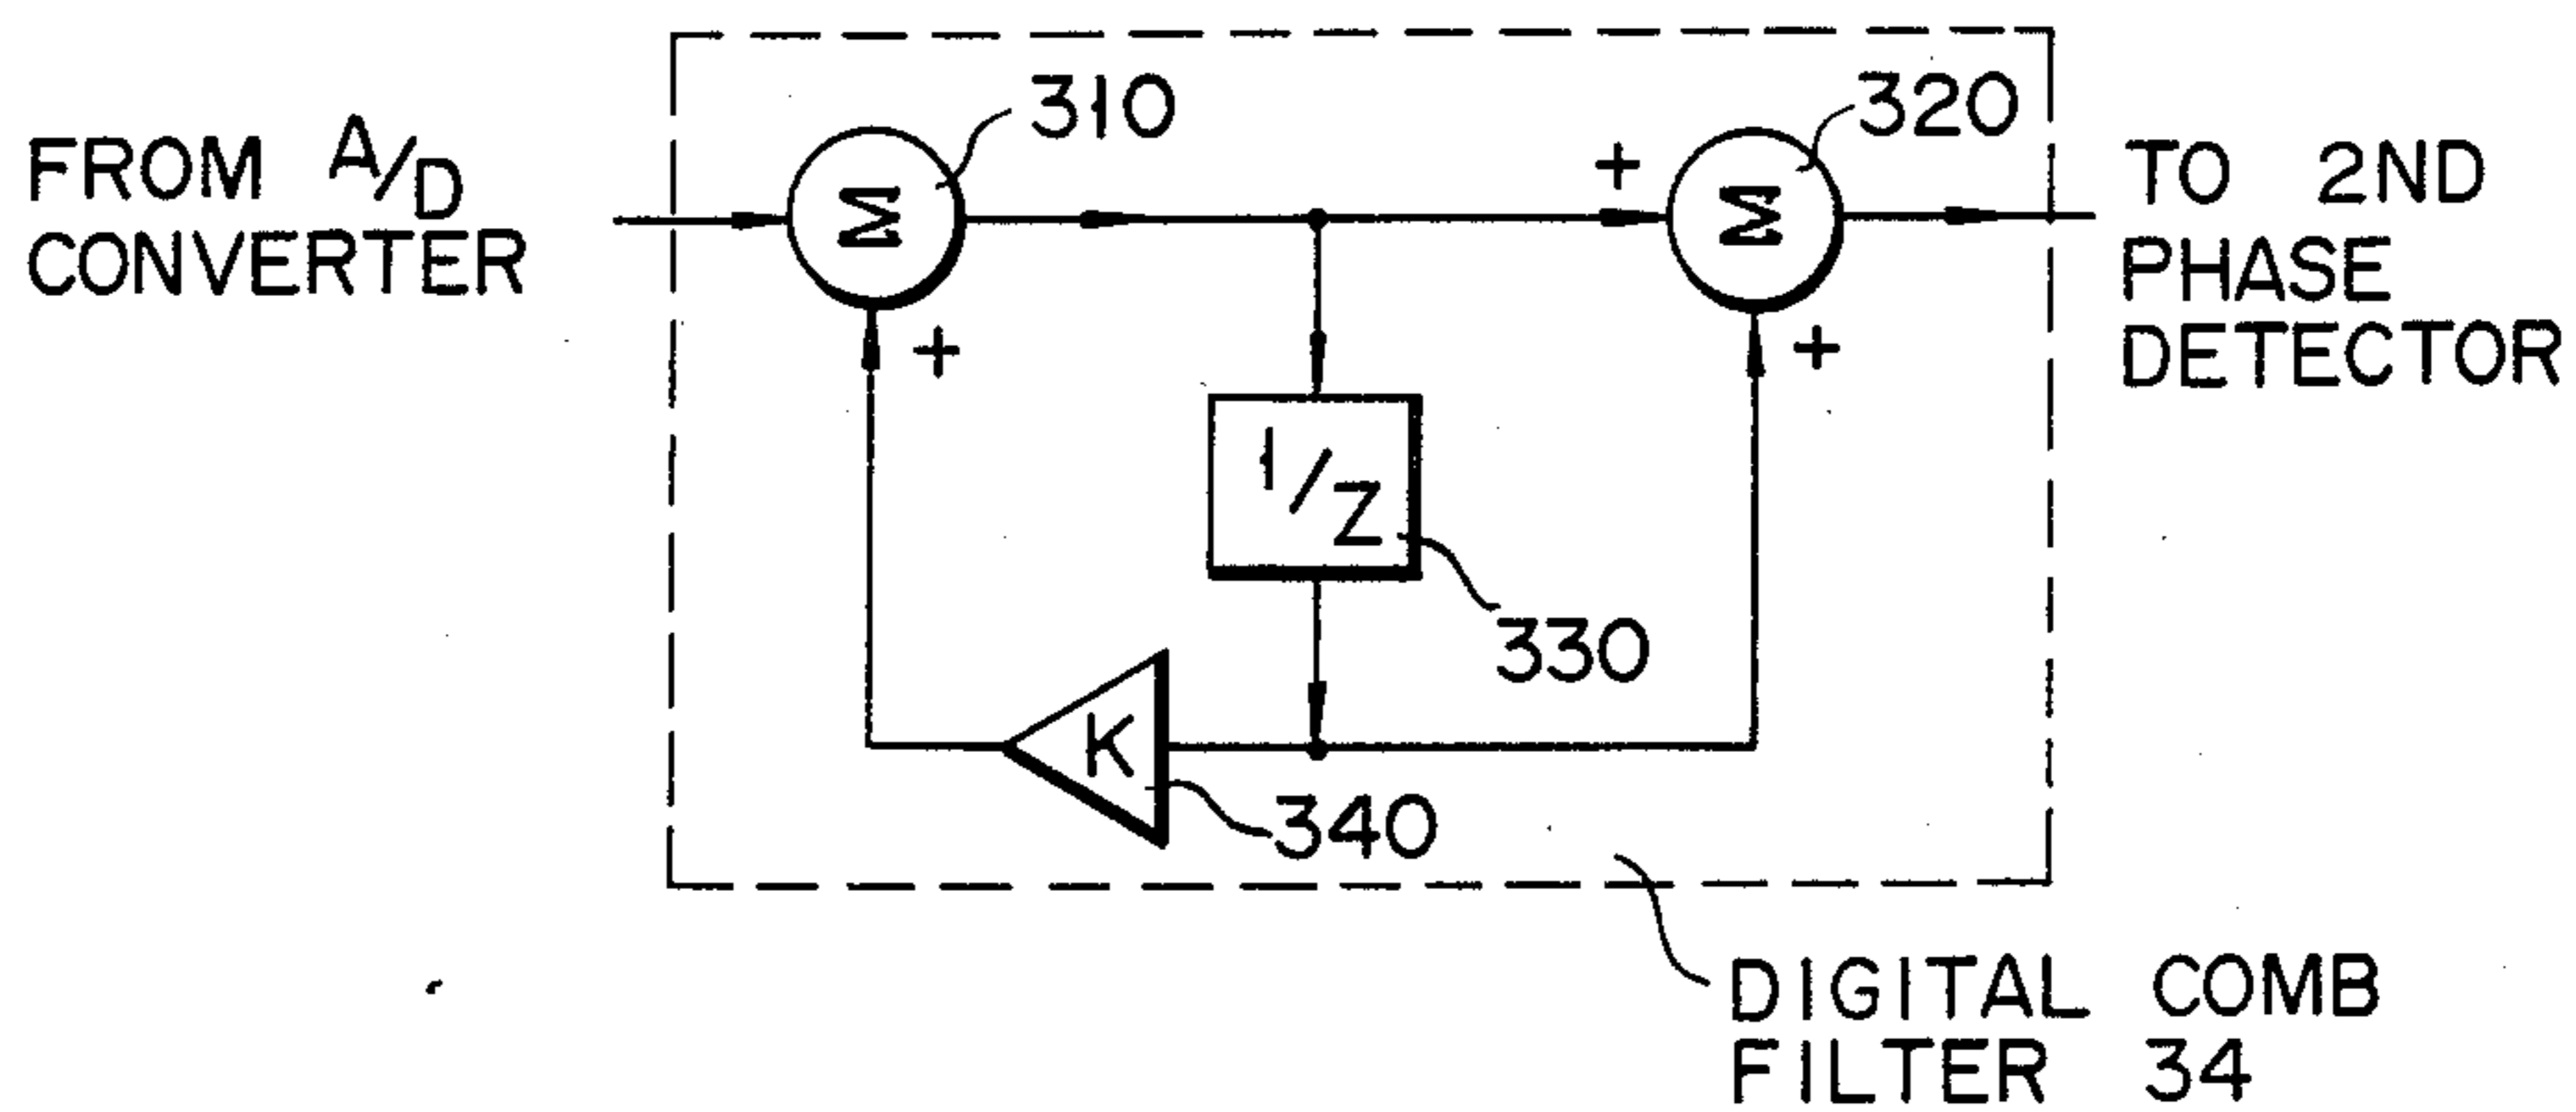 FROM A/D
CONVERTER
310
320
TO 2ND
PHASE
DETECTOR
Σ
Σ
+
+
+
1/Z
330
K
340
DIGITAL COMB
FILTER 34